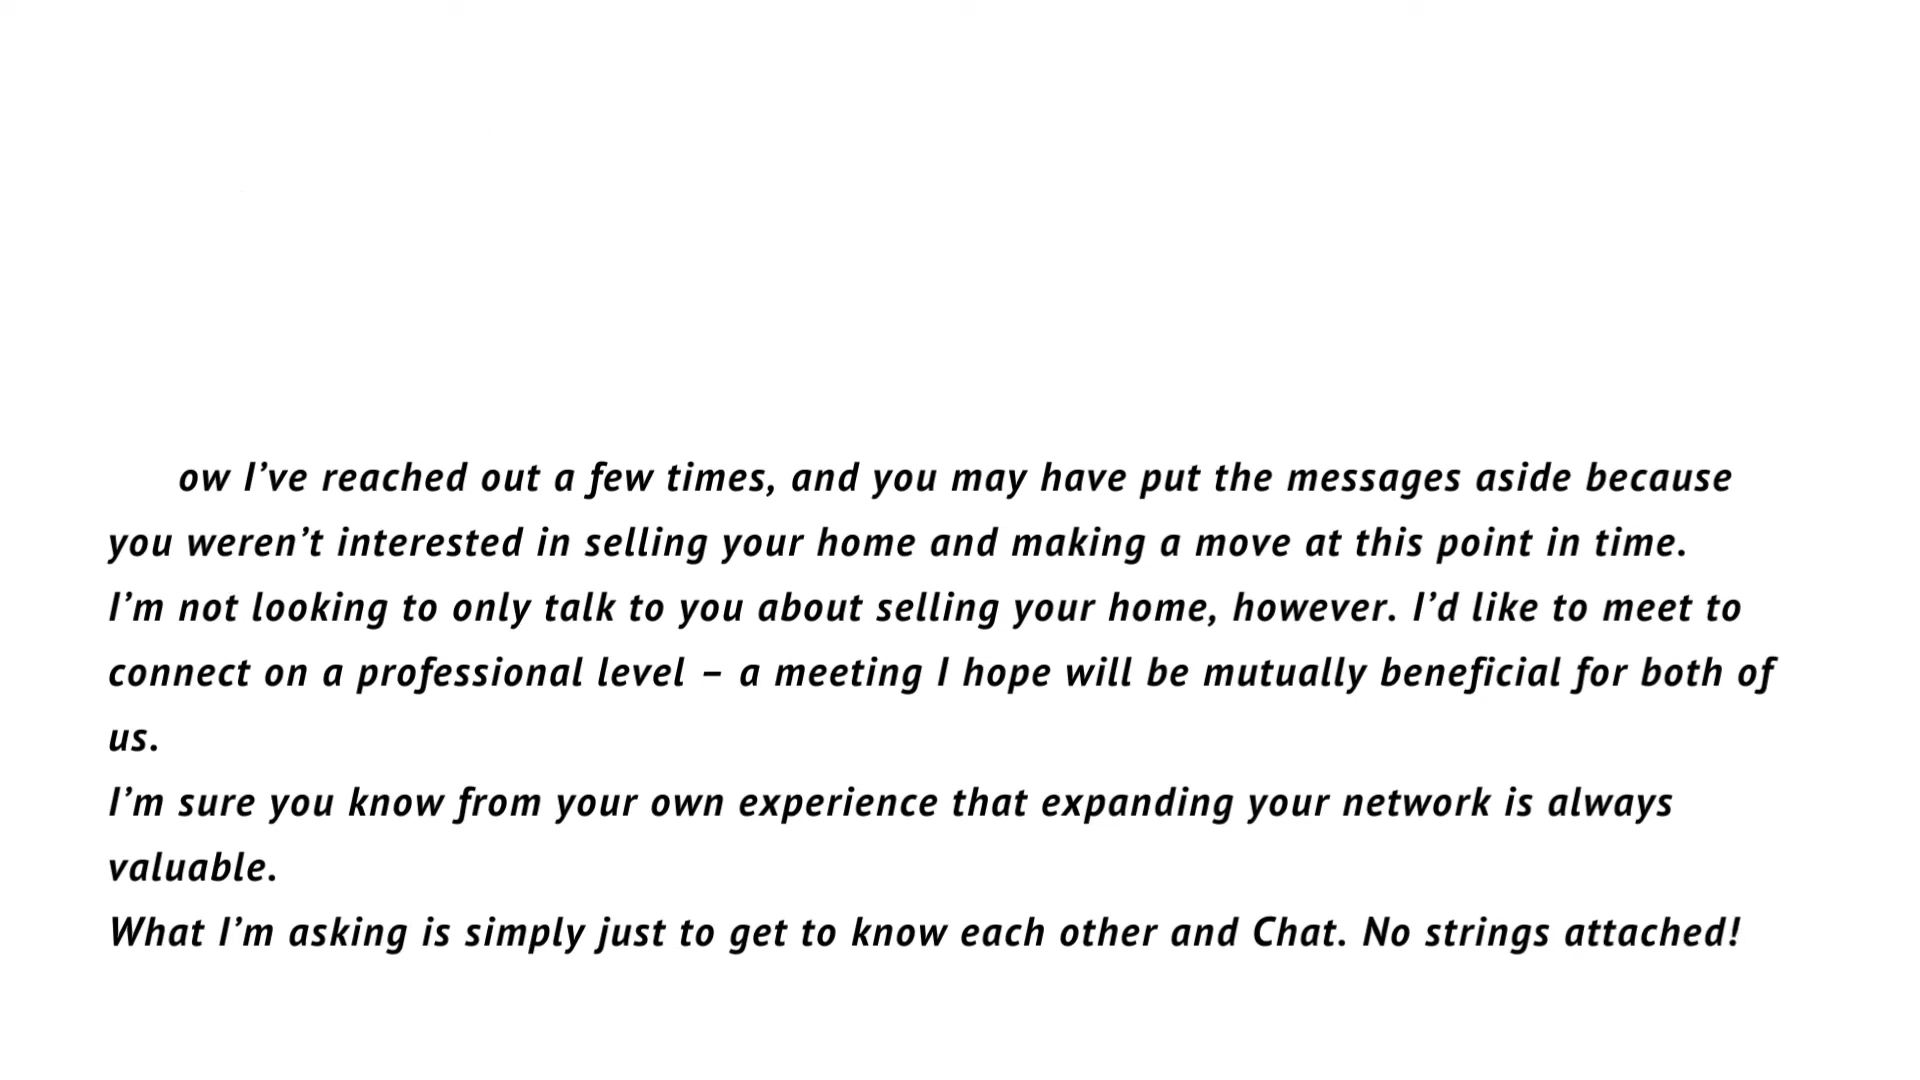 ow I’ve reached out a few times, and you may have put the messages aside because
you weren’t interested in selling your home and making a move at this point in time.
I’m not looking to only talk to you about selling your home, however. I’d like to meet to
connect on a professional level – a meeting I hope will be mutually beneficial for both of
us.
I’m sure you know from your own experience that expanding your network is always
valuable.
What I’m asking is simply just to get to know each other and Chat. No strings attached!